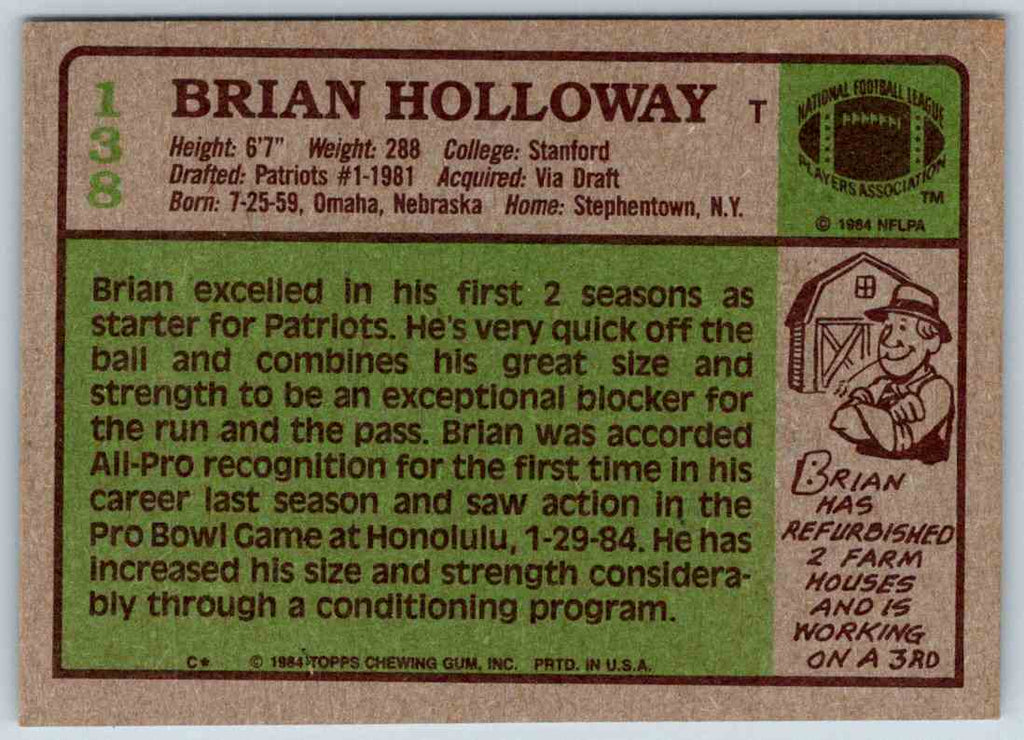 138
BRIAN HOLLOWAY T
Height: 6'7" Weight: 288 College: Stanford
Drafted: Patriots #1-1981 Acquired: Via Draft
Born: 7-25-59, Omaha, Nebraska Home: Stephentown, N.Y.
NATIONAL FOOTBALL LEAGUE
PLAYERS ASSOCIATION
TM
© 1984 NFLPA
Brian excelled in his first 2 seasons as
starter for Patriots. He's very quick off the
ball and combines his great size and
strength to be an exceptional blocker for
the run and the pass. Brian was accorded
All-Pro recognition for the first time in his
career last season and saw action in the
Pro Bowl Game at Honolulu, 1-29-84. He has
increased his size and strength considera-
bly through a conditioning program.
BRIAN
HAS
REFURBISHED
2 FARM
HOUSES
AND IS
WORKING
ON A 3RD
C* © 1984 TOPPS CHEWING GUM, INC. PRTD. IN U.S.A.